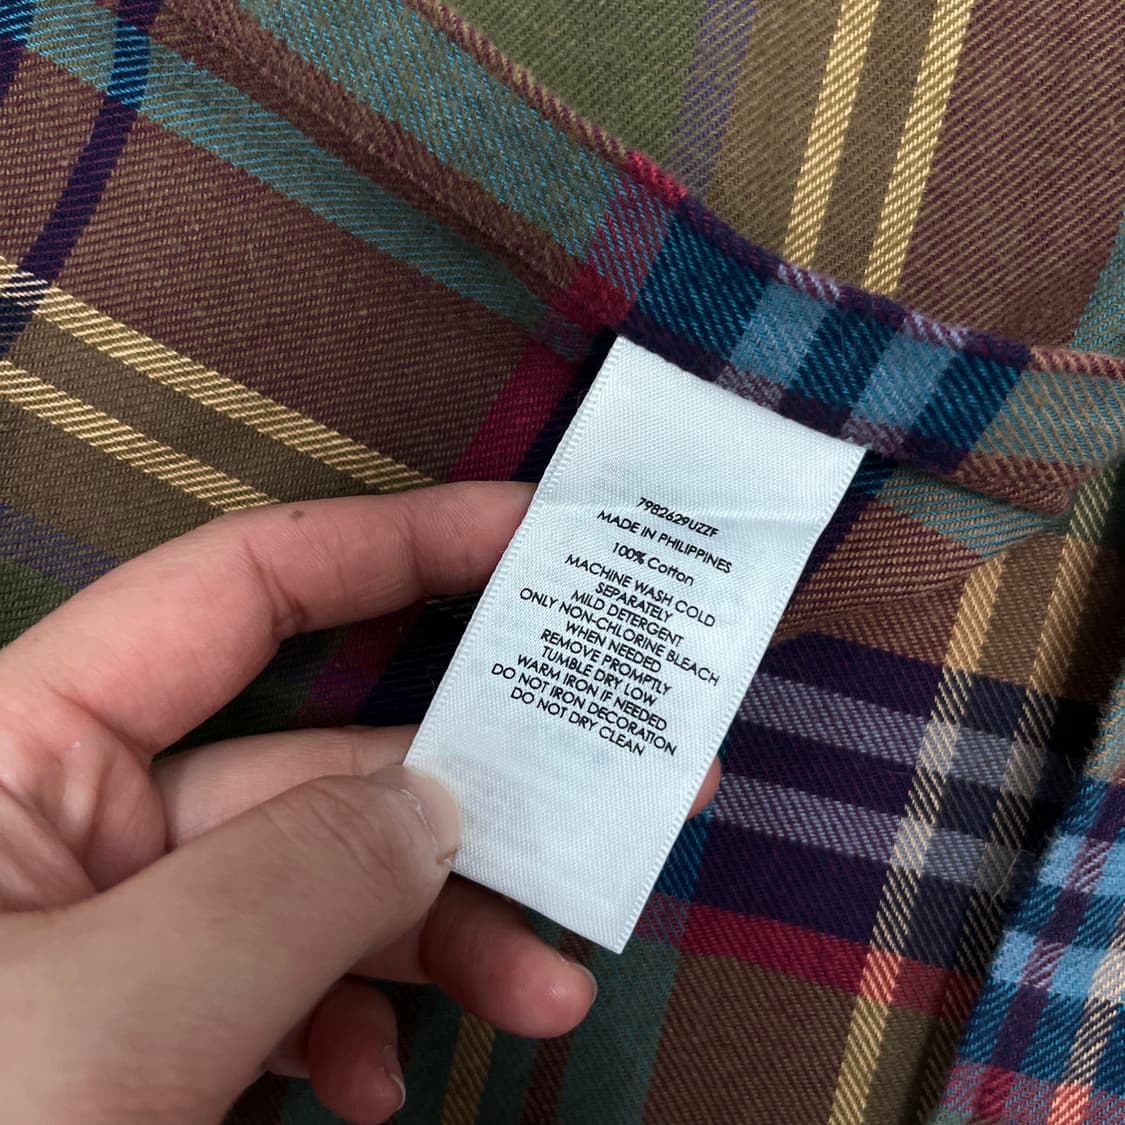 7982629UZZF
MADE IN PHILIPPINES
100% Cotton
MACHINE WASH COLD
SEPARATELY
MILD DETERGENT
ONLY NON-CHLORINE BLEACH
WHEN NEEDED
REMOVE PROMPTLY
TUMBLE DRY LOW
WARM IRON IF NEEDED
DO NOT IRON DECORATION
DO NOT DRY CLEAN